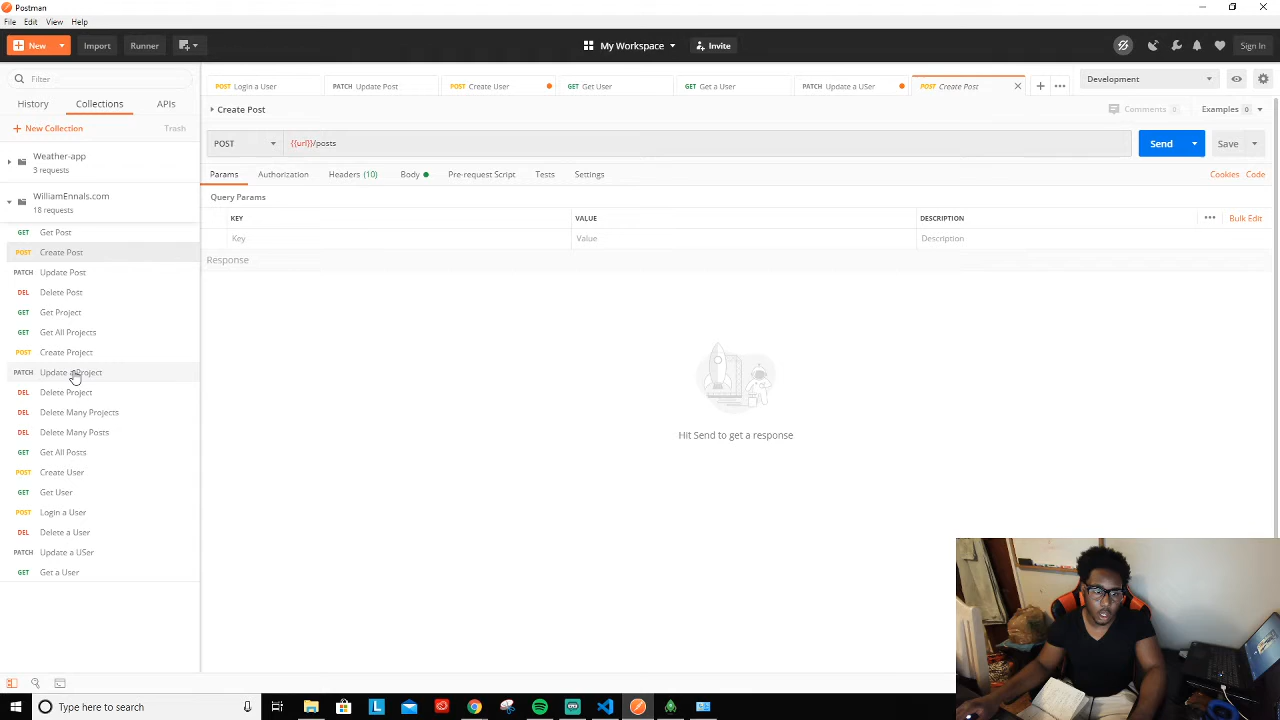 Postman
File Edit View Help
New Import Runner My Workspace Invite Sign In
Filter
History Collections APIs
New Collection Trash
Weather-app
3 requests
WilliamEnnals.com
18 requests
GET Get Post
POST Create Post
PATCH Update Post
DEL Delete Post
GET Get Project
GET Get All Projects
POST Create Project
PATCH Update a Project
DEL Delete Project
DEL Delete Many Projects
DEL Delete Many Posts
GET Get All Posts
POST Create User
GET Get User
POST Login a User
DEL Delete a User
PATCH Update a USer
GET Get a User
POST Login a User PATCH Update Post POST Create User GET Get User GET Get a User PATCH Update a USer POST Create Post Development
Create Post Comments 0 Examples 0
POST {{url}}/posts Send Save
Params Authorization Headers (10) Body Pre-request Script Tests Settings Cookies Code
Query Params
KEY VALUE DESCRIPTION Bulk Edit
Key Value Description
Response
Hit Send to get a response
Type here to search